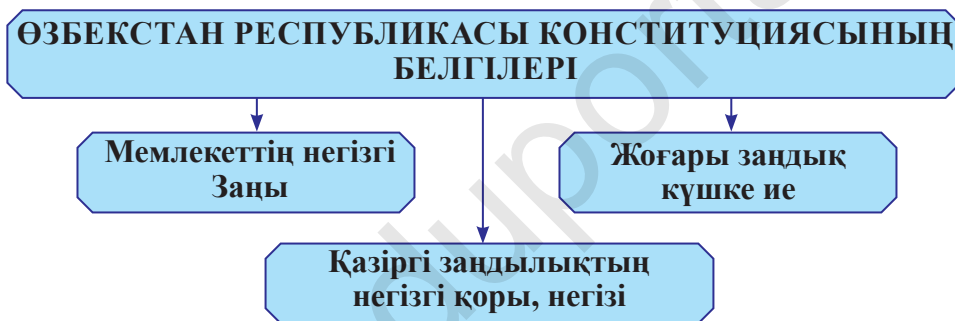 ӨЗБЕКСТАН РЕСПУБЛИКАСЫ КОНСТИТУЦИЯСЫНЫҢ
БЕЛГІЛЕРІ
Мемлекеттің негізгі
Заңы
Жоғары заңдық
күшке ие
Қазіргі заңдылықтың
негізгі қоры, негізі